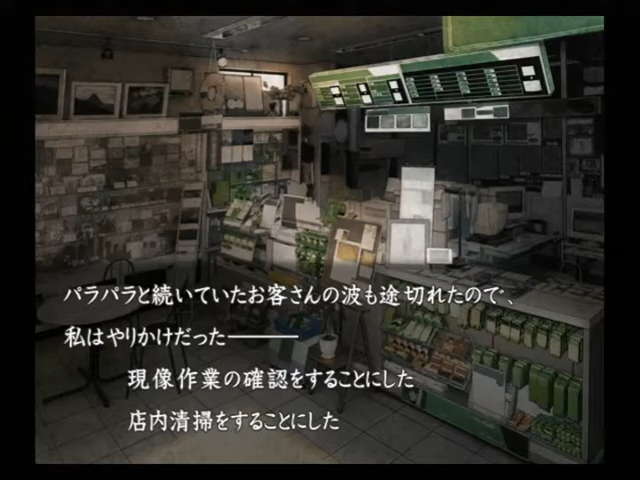 パラパラと続いていたお客さんの波も途切れたので、
私はやりかけだった―――
現像作業の確認をすることにした
店内清掃をすることにした